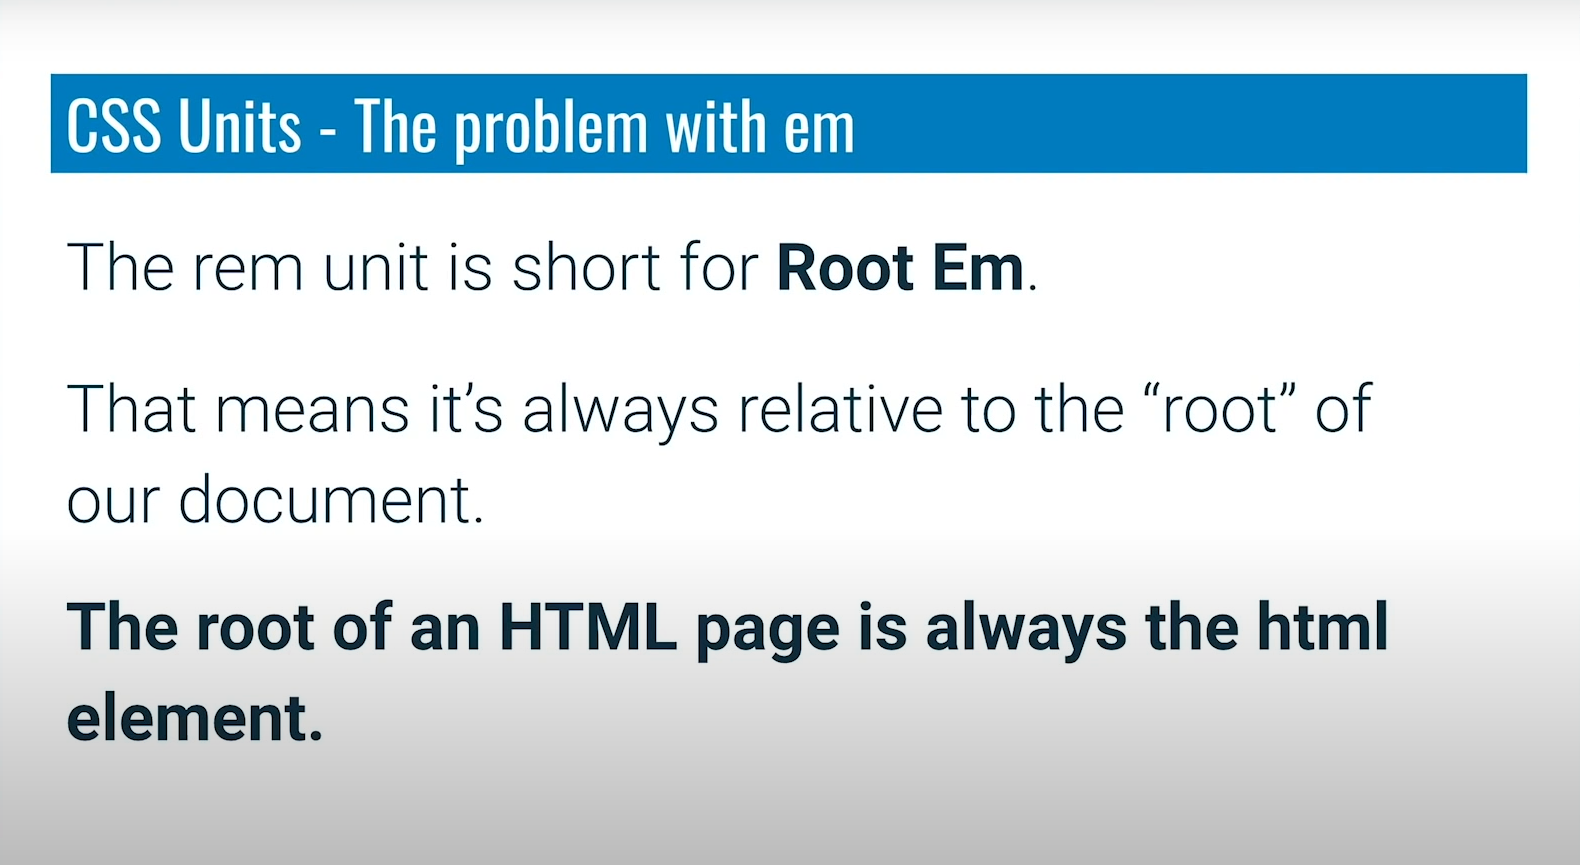 CSS Units - The problem with em
The rem unit is short for Root Em.
That means it’s always relative to the “root” of
our document.
The root of an HTML page is always the html
element.